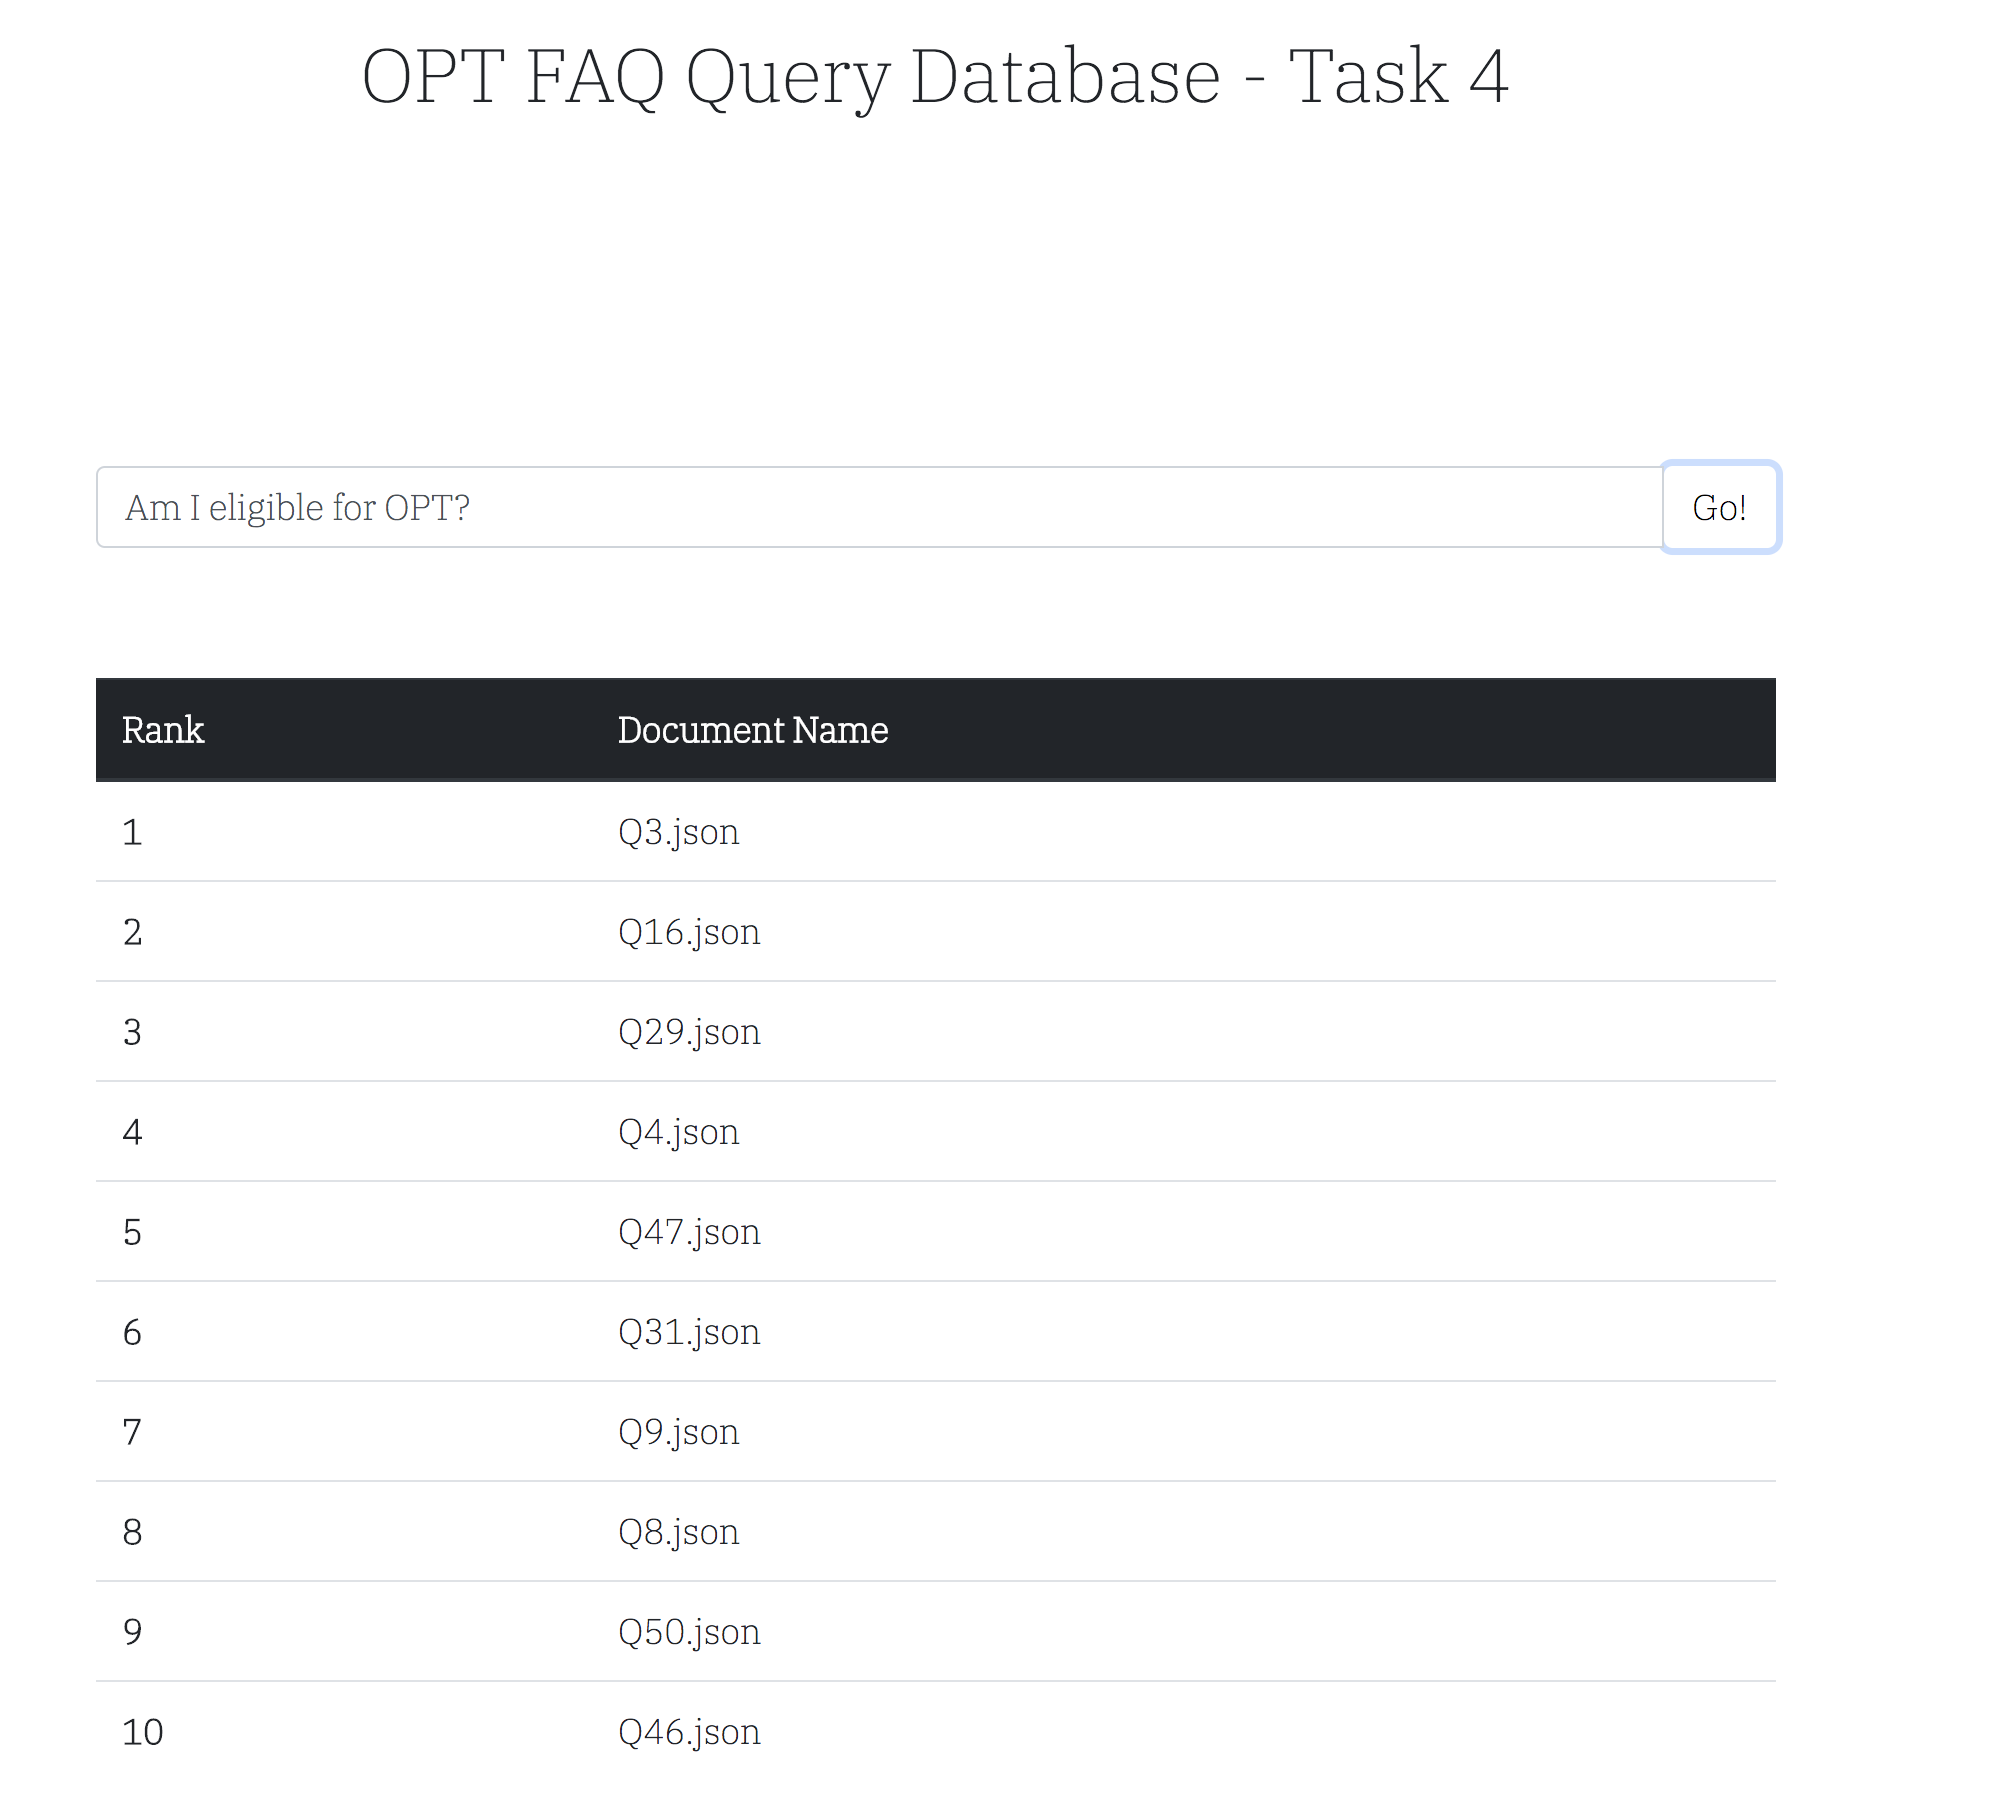 OPT FAQ Query Database - Task 4
Am I eligible for OPT? Go!
Rank Document Name
1 Q3.json
2 Q16.json
3 Q29.json
4 Q4.json
5 Q47.json
6 Q31.json
7 Q9.json
8 Q8.json
9 Q50.json
10 Q46.json